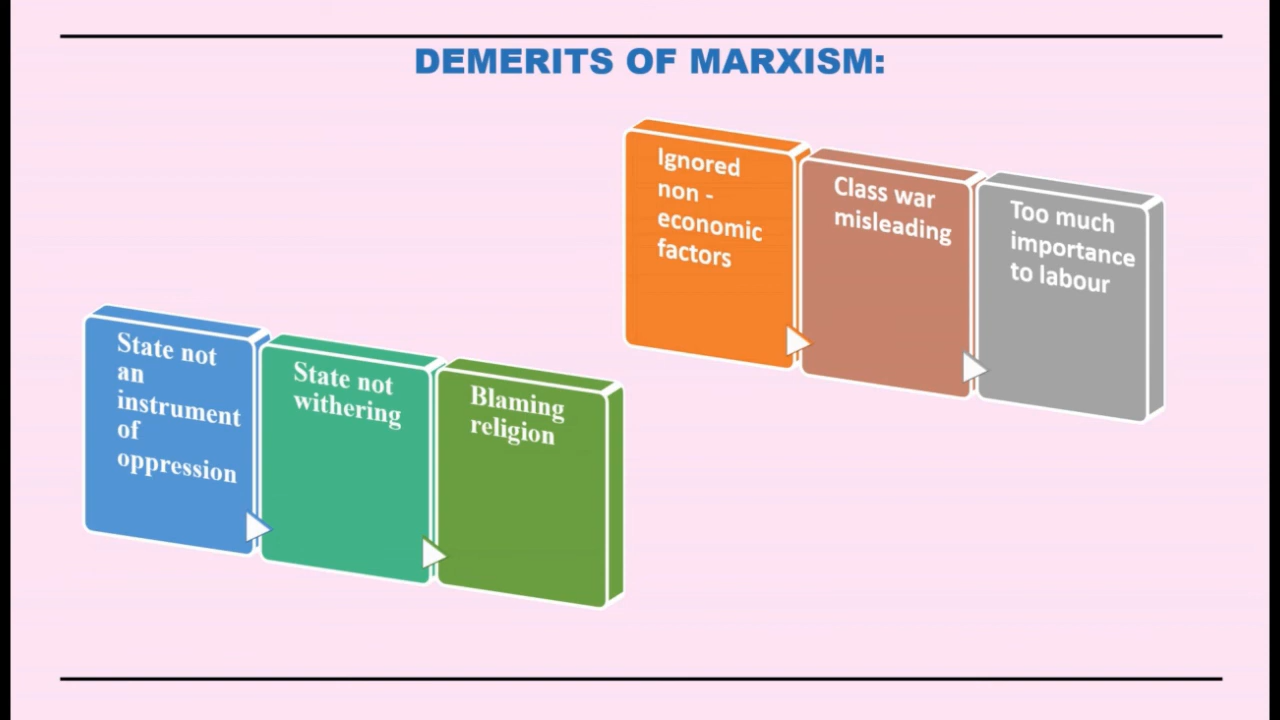 DEMERITS OF MARXISM:
Ignored
non -
economic
factors
Class war
misleading
Too much
importance
to labour
State not
an
instrument
of
oppression
State not
withering
Blaming
religion